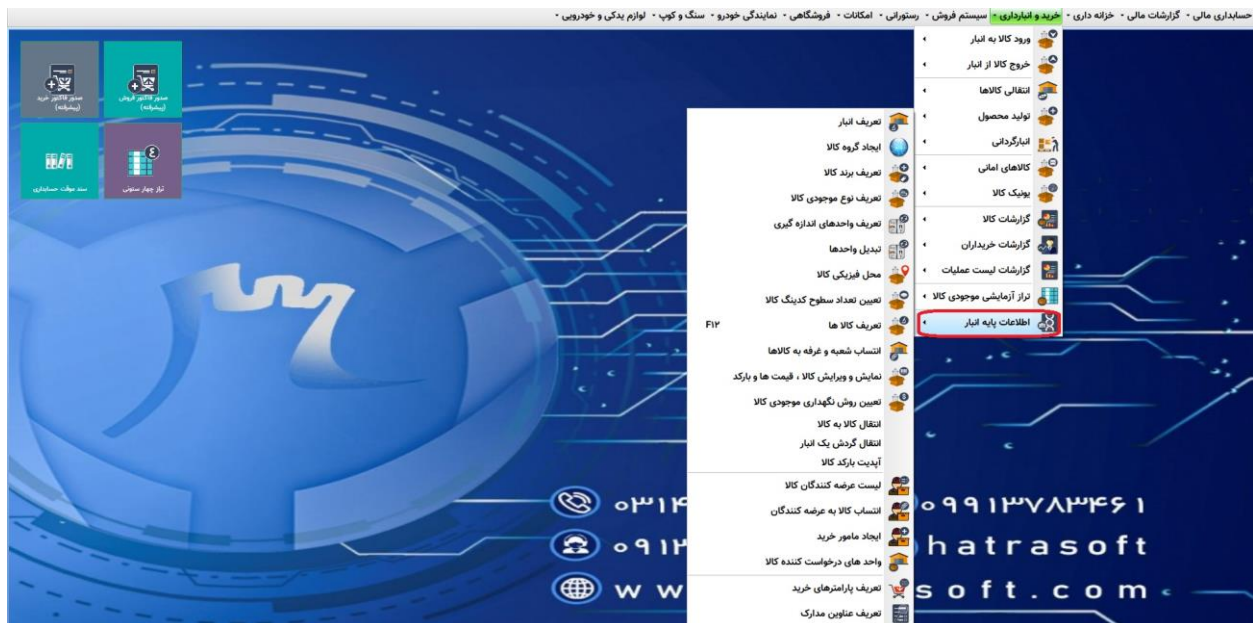 حسابداری مالی - گزارشات مالی - خزانه داری - خرید و انبارداری - سیستم فروش - رستورانی - امکانات - فروشگاهی - نمایندگی خودرو - سنگ و کوپ - لوازم یدکی و خودرویی -
ورود کالا به انبار
خروج کالا از انبار
انتقالی کالاها
تولید محصول
انبارگردانی
کالاهای امانی
یونیک کالا
گزارشات کالا
گزارشات خریداران
گزارشات لیست عملیات
تراز آزمایشی موجودی کالا
اطلاعات پایه انبار
تعریف انبار
ایجاد گروه کالا
تعریف برند کالا
تعریف نوع موجودی کالا
تعریف واحدهای اندازه گیری
تبدیل واحدها
محل فیزیکی کالا
تعیین تعداد سطوح کدینگ کالا
تعریف کالا ها F۱۲
انتساب شعبه و غرفه به کالاها
نمایش و ویرایش کالا ، قیمت ها و بارکد
تعیین روش نگهداری موجودی کالا
انتقال کالا به کالا
انتقال گردش یک انبار
آپدیت بارکد کالا
لیست عرضه کنندگان کالا
انتساب کالا به عرضه کنندگان
ایجاد مامور خرید
واحد های درخواست کننده کالا
تعریف پارامترهای خرید
تعریف عناوین مدارک
صدور فاکتور فروش
(پیشرفته)
صدور فاکتور خرید
(پیشرفته)
۴
تراز چهار ستونی
سند موقت حسابداری
۰۳۱۴
۰۹۹۱۳۷۸۳۴۶۱
۰۹۱۳
hatrasoft
w w
soft.com